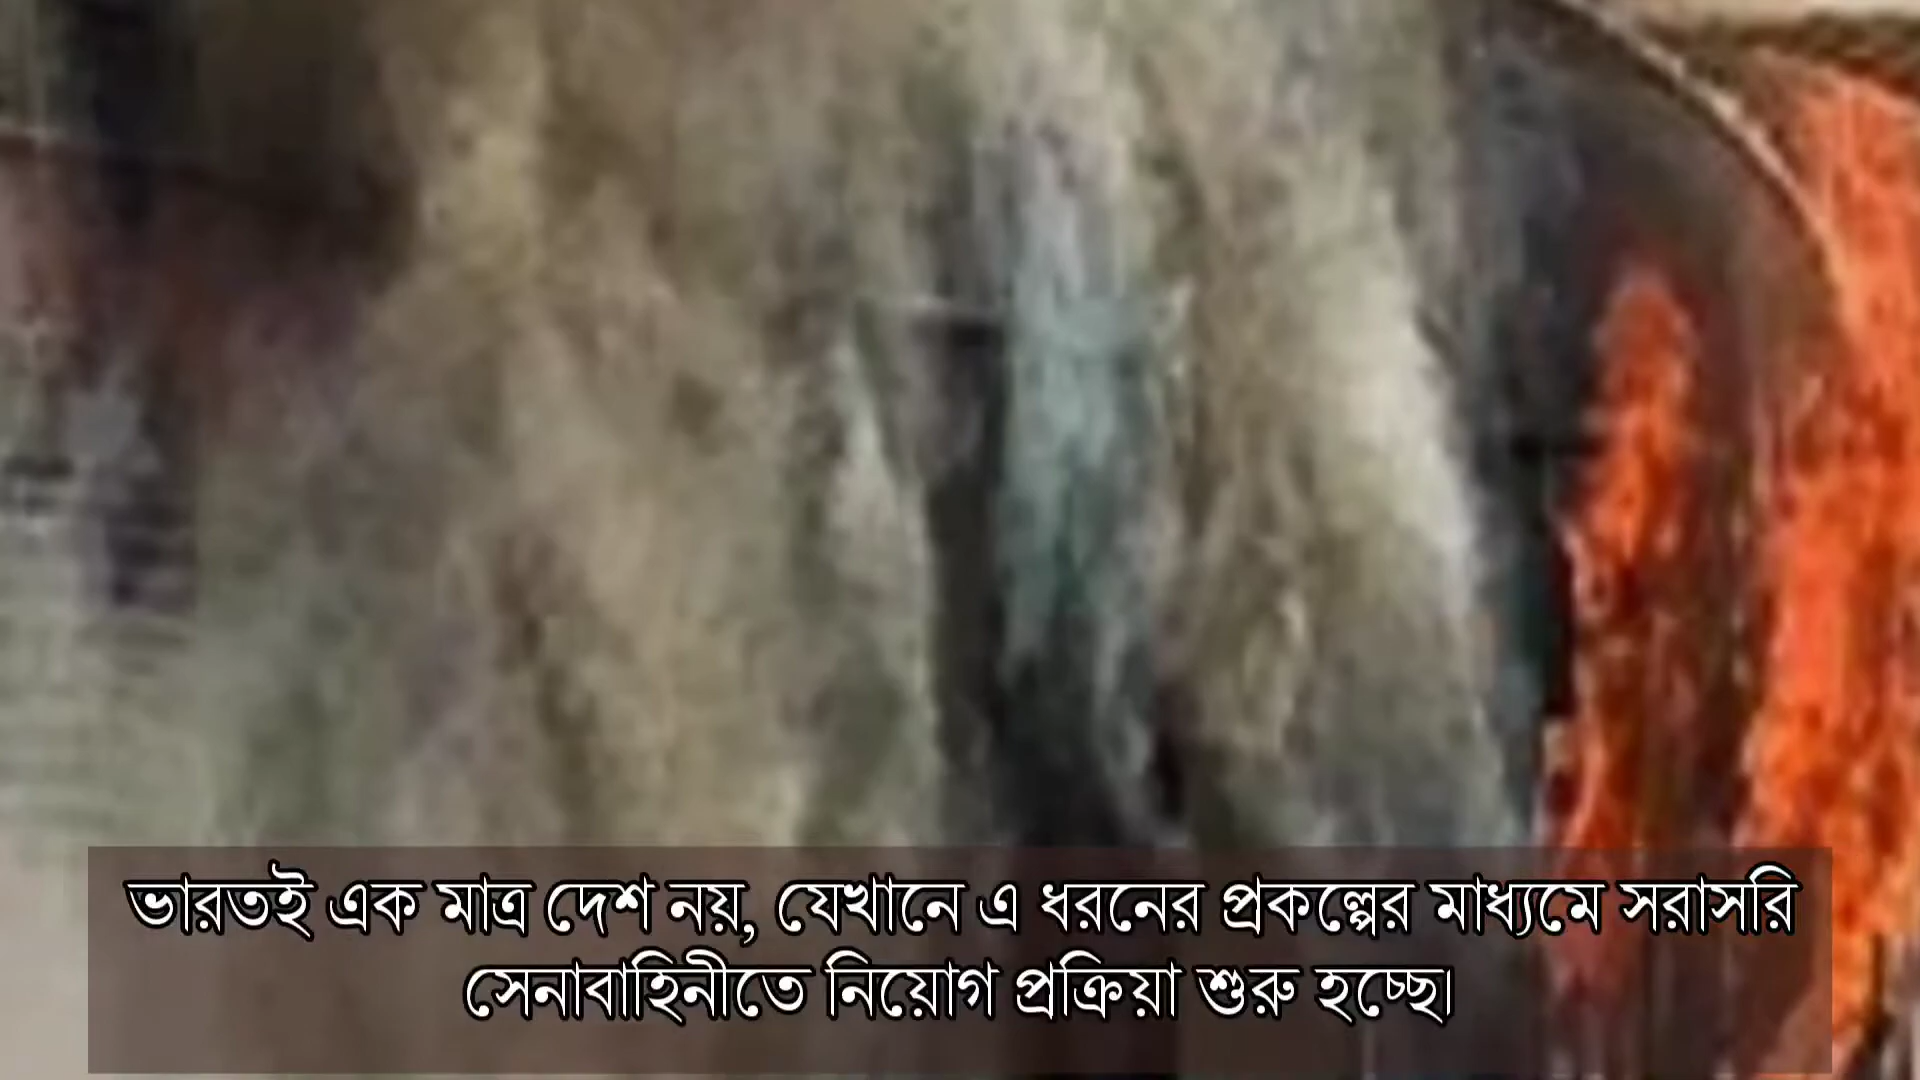 ভারতই এক মাত্র দেশ নয়, যেখানে এ ধরনের প্রকল্পের মাধ্যমে সরাসরি
সেনাবাহিনীতে নিয়োগ প্রক্রিয়া শুরু হচ্ছে।